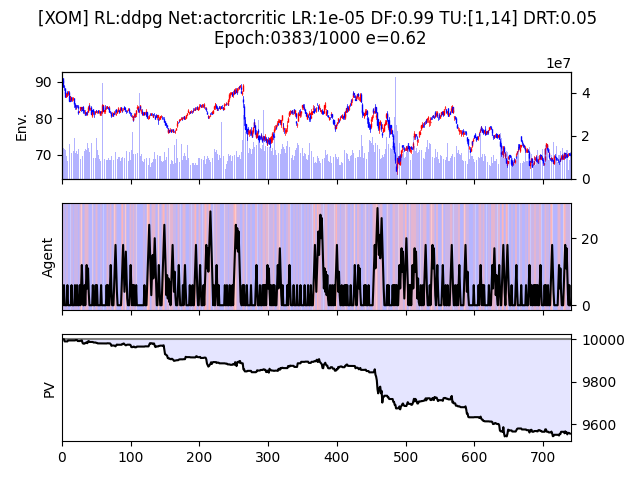 [XOM] RL:ddpg Net:actorcritic LR:1e-05 DF:0.99 TU:[1,14] DRT:0.05
Epoch:0383/1000 e=0.62
1e7
90
80
70
Env.
4
2
0
Agent
20
0
PV
10000
9800
9600
0 100 200 300 400 500 600 700